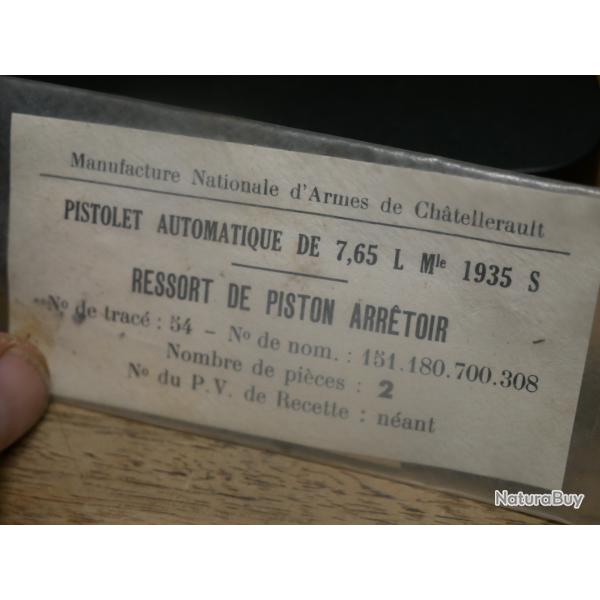 Manufacture Nationale d'Armes de Châtellerault
PISTOLET AUTOMATIQUE DE 7,65 L Mle 1935 S
RESSORT DE PISTON ARRÊTOIR
No de tracé : 54 – No de nom. : 151.180.700.308
Nombre de pièces : 2
No du P.V. de Recette : néant
NaturaBuy